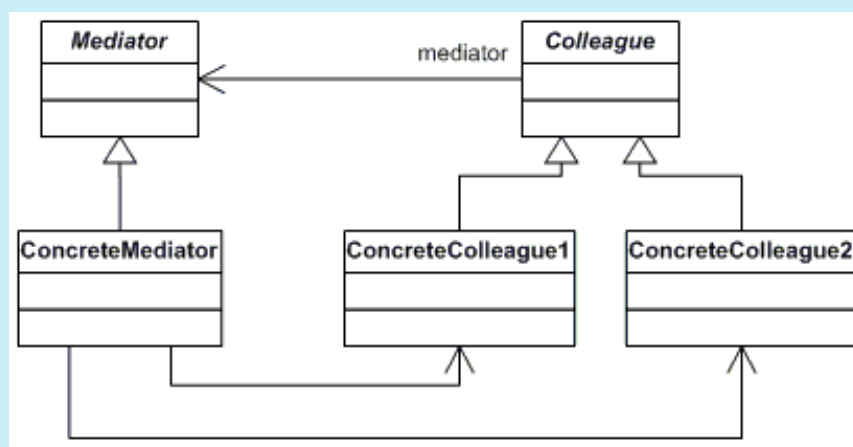 Mediator
Colleague
mediator
ConcreteMediator
ConcreteColleague1
ConcreteColleague2